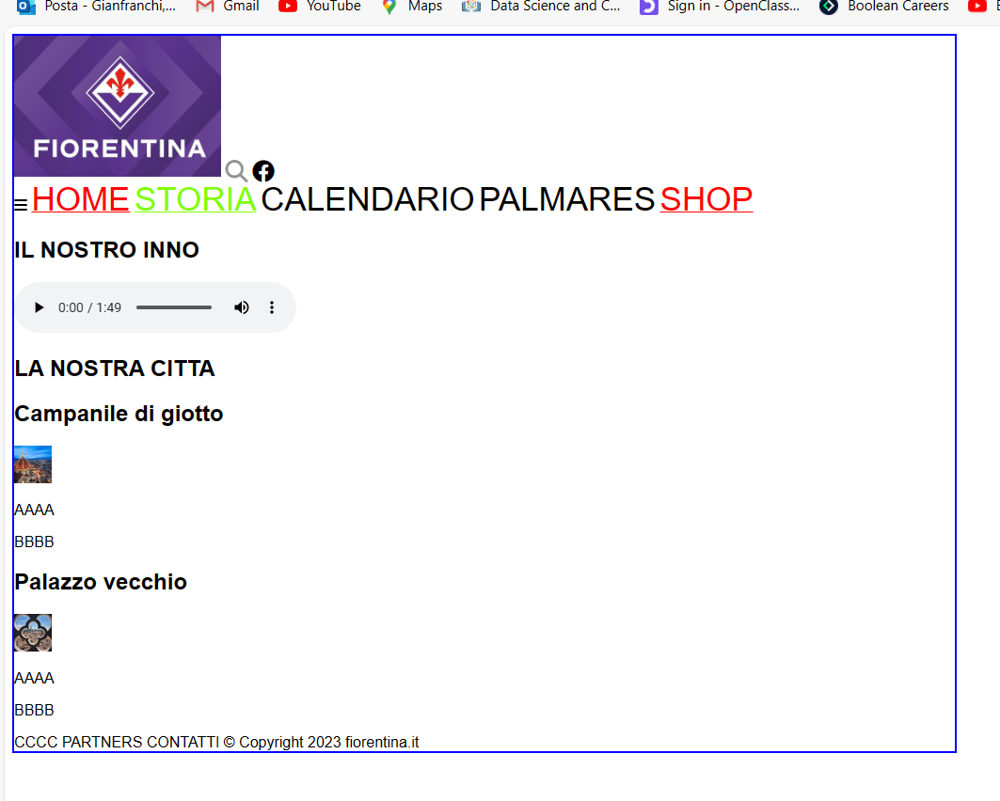 Posta - Gianfranchi,... Gmail YouTube Maps Data Science and C... Sign in - OpenClass... Boolean Careers
FIORENTINA
HOME STORIA CALENDARIO PALMARES SHOP
IL NOSTRO INNO
0:00 / 1:49
LA NOSTRA CITTA
Campanile di giotto
AAAA
BBBB
Palazzo vecchio
AAAA
BBBB
CCCC PARTNERS CONTATTI © Copyright 2023 fiorentina.it